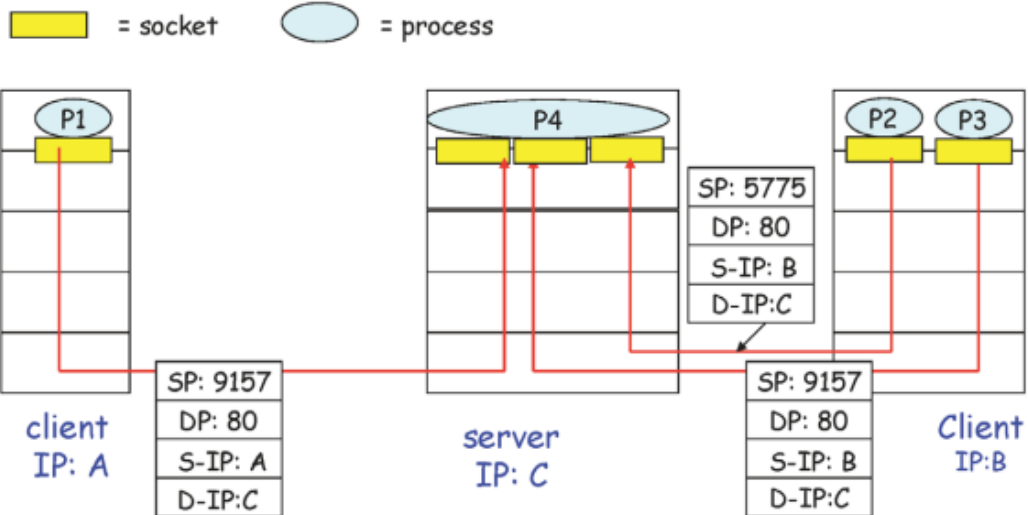 = socket
= process
P1
P4
P2
P3
SP: 5775
DP: 80
S-IP: B
D-IP:C
SP: 9157
DP: 80
S-IP: A
D-IP:C
SP: 9157
DP: 80
S-IP: B
D-IP:C
client
IP: A
server
IP: C
Client
IP:B